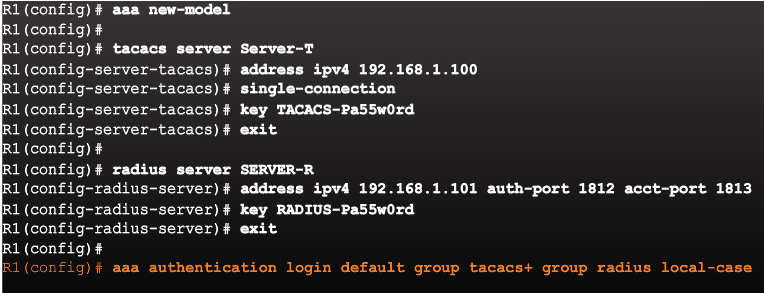 R1(config)# aaa new-model
R1(config)#
R1(config)# tacacs server Server-T
R1(config-server-tacacs)# address ipv4 192.168.1.100
R1(config-server-tacacs)# single-connection
R1(config-server-tacacs)# key TACACS-Pa55w0rd
R1(config-server-tacacs)# exit
R1(config)#
R1(config)# radius server SERVER-R
R1(config-radius-server)# address ipv4 192.168.1.101 auth-port 1812 acct-port 1813
R1(config-radius-server)# key RADIUS-Pa55w0rd
R1(config-radius-server)# exit
R1(config)#
R1(config)# aaa authentication login default group tacacs+ group radius local-case